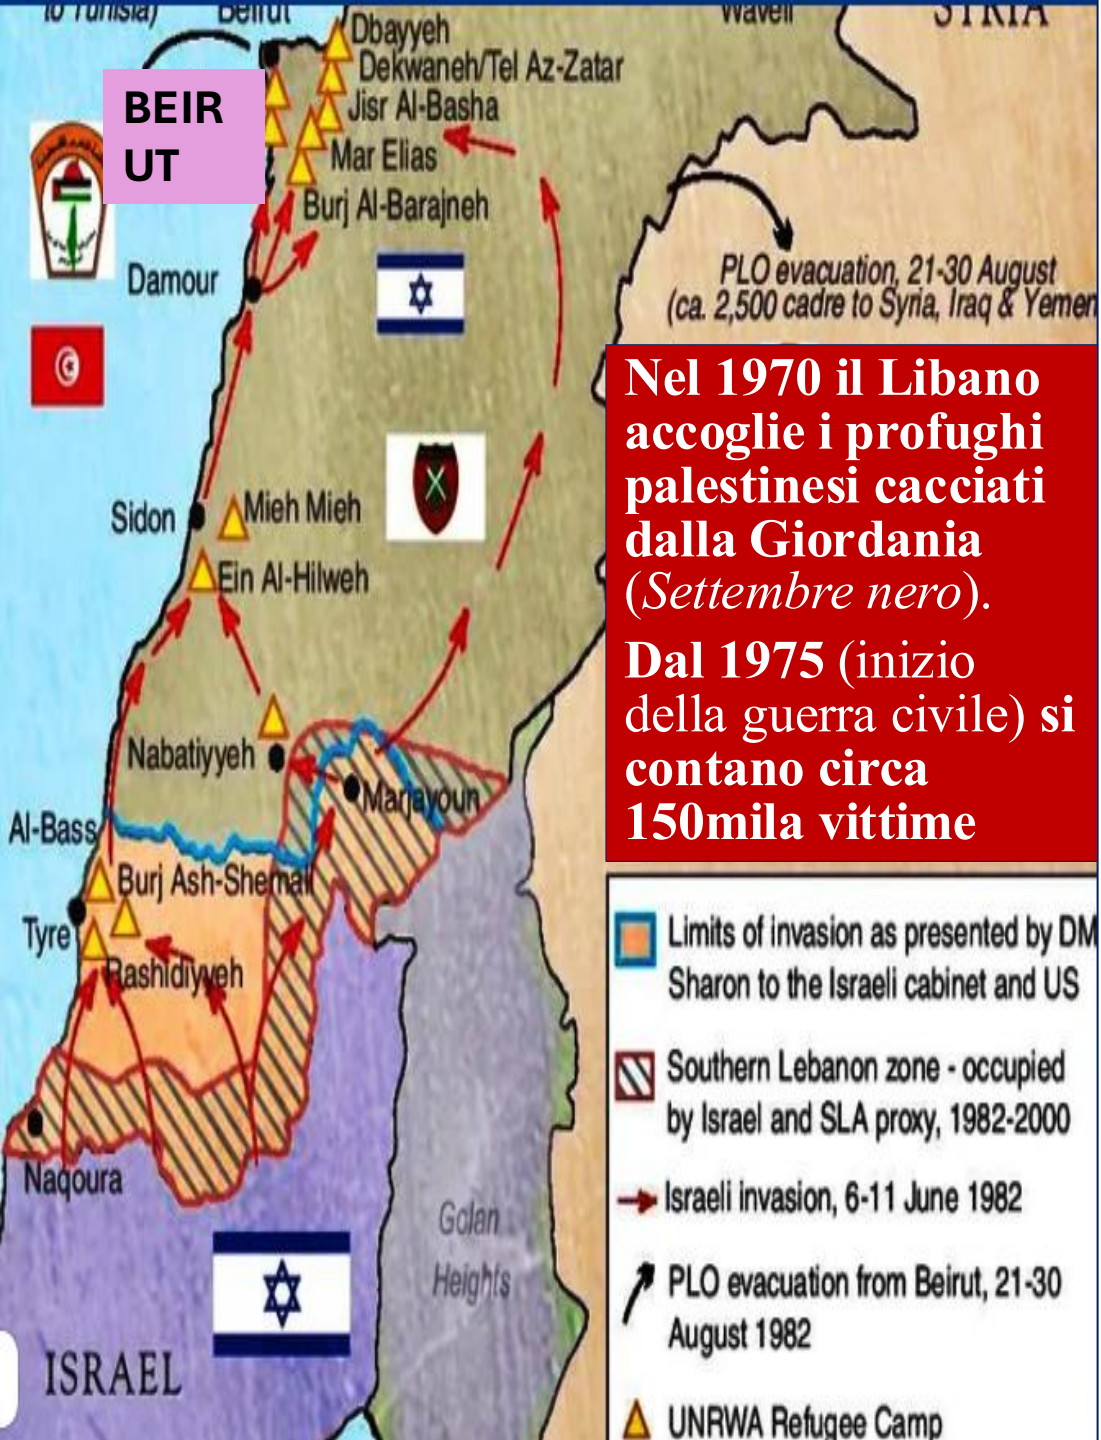 to Tunisia)
Beirut
Wavell
SYRIA
Dbayyeh
Dekwaneh/Tel Az-Zatar
BEIR
UT
Jisr Al-Basha
Mar Elias
Burj Al-Barajneh
Damour
PLO evacuation, 21-30 August
(ca. 2,500 cadre to Syria, Iraq & Yemen
Nel 1970 il Libano
accoglie i profughi
palestinesi cacciati
dalla Giordania
(Settembre nero).
Dal 1975 (inizio
della guerra civile) si
contano circa
150mila vittime
Sidon
Mieh Mieh
Ein Al-Hilweh
Nabatiyyeh
Marjayoun
Al-Bass
Burj Ash-Shemali
Tyre
Rashidiyyeh
Naqoura
Golan
Heights
ISRAEL
Limits of invasion as presented by DM
Sharon to the Israeli cabinet and US
Southern Lebanon zone - occupied
by Israel and SLA proxy, 1982-2000
Israeli invasion, 6-11 June 1982
PLO evacuation from Beirut, 21-30
August 1982
UNRWA Refugee Camp